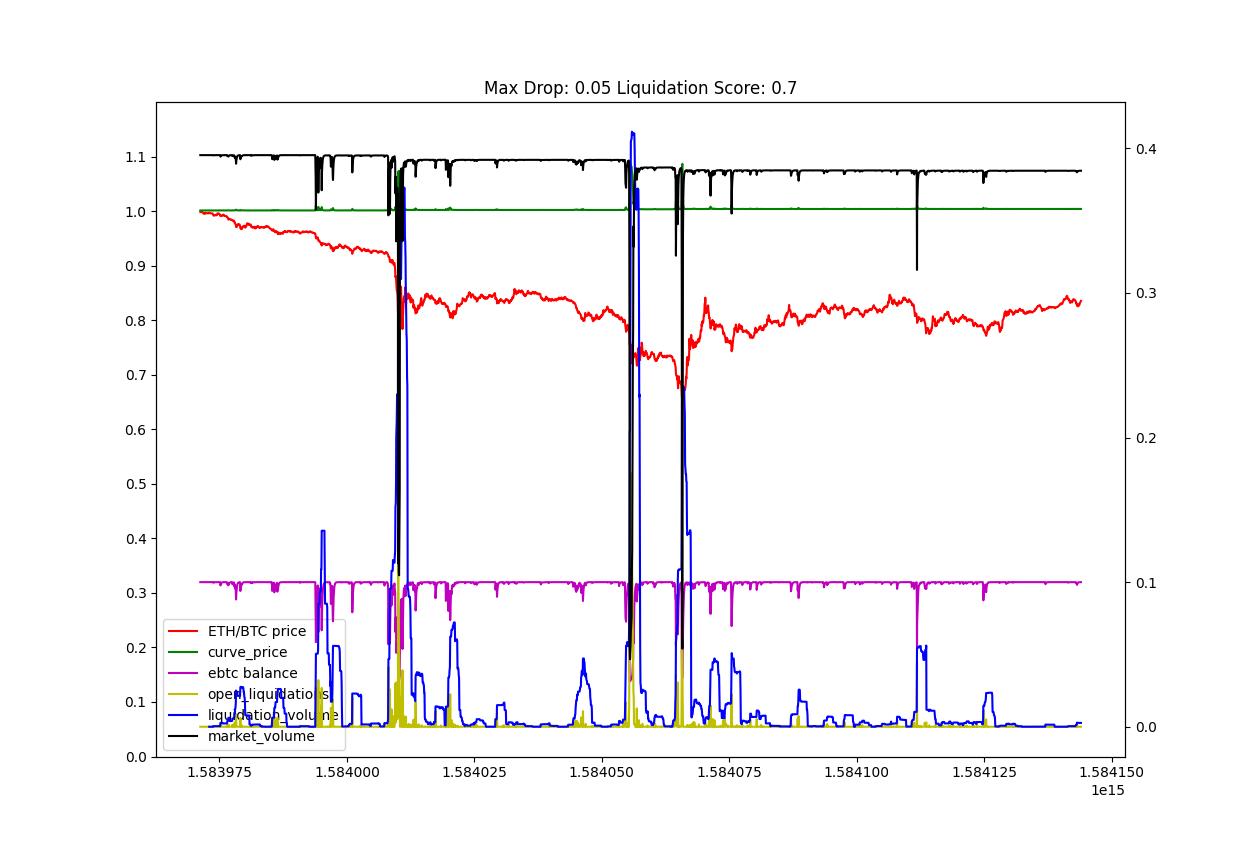 Max Drop: 0.05 Liquidation Score: 0.7
1.1
1.0
0.9
0.8
0.7
0.6
0.5
0.4
0.3
0.2
0.1
0.0
0.4
0.3
0.2
0.1
0.0
ETH/BTC price
curve_price
ebtc balance
open_liquidations
liquidation_volume
market_volume
1.583975 1.584000 1.584025 1.584050 1.584075 1.584100 1.584125 1.584150
1e15